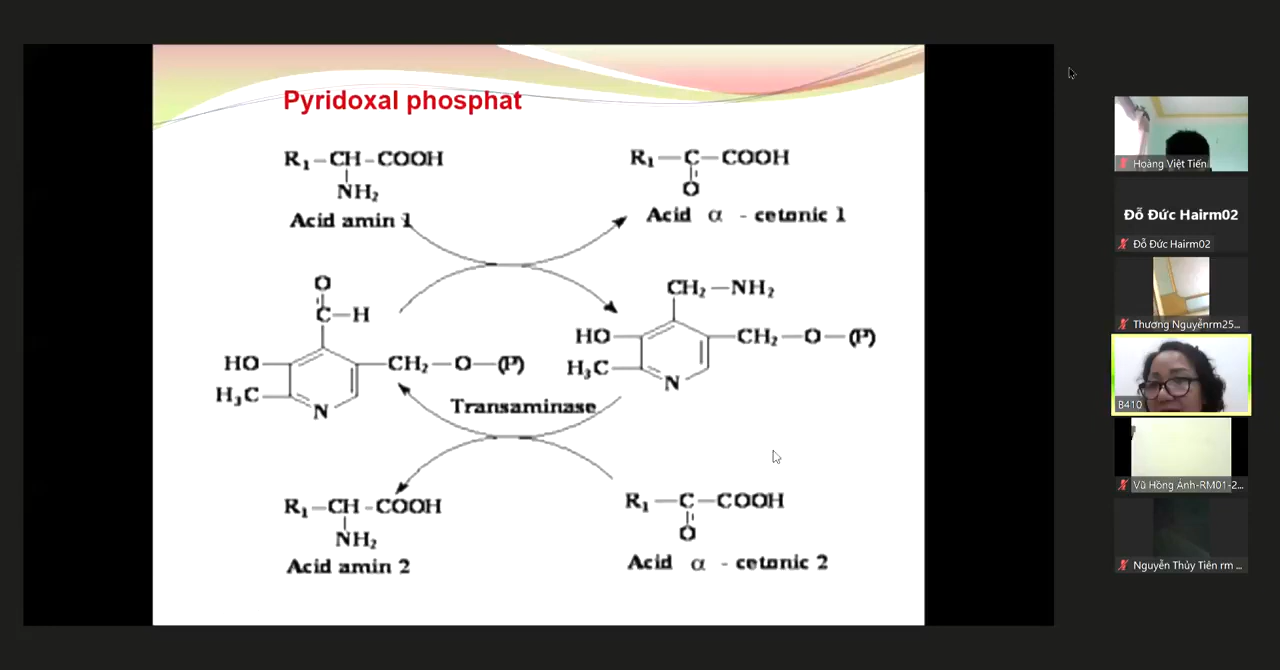 Pyridoxal phosphat
R₁–CH–COOH
NH₂
Acid amin 1
R₁–C–COOH
O
Acid α - cetonic 1
O
C–H
HO
CH₂–O–(P)
H₃C
N
CH₂–NH₂
HO
CH₂–O–(P)
H₃C
N
Transaminase
R₁–CH–COOH
NH₂
Acid amin 2
R₁–C–COOH
O
Acid α - cetonic 2
Hoàng Việt Tiến
Đỗ Đức Hairm02
Đỗ Đức Hairm02
Thương Nguyễnrm25...
B410
Vũ Hồng Ánh-RM01-2...
Nguyễn Thủy Tiên rm ...